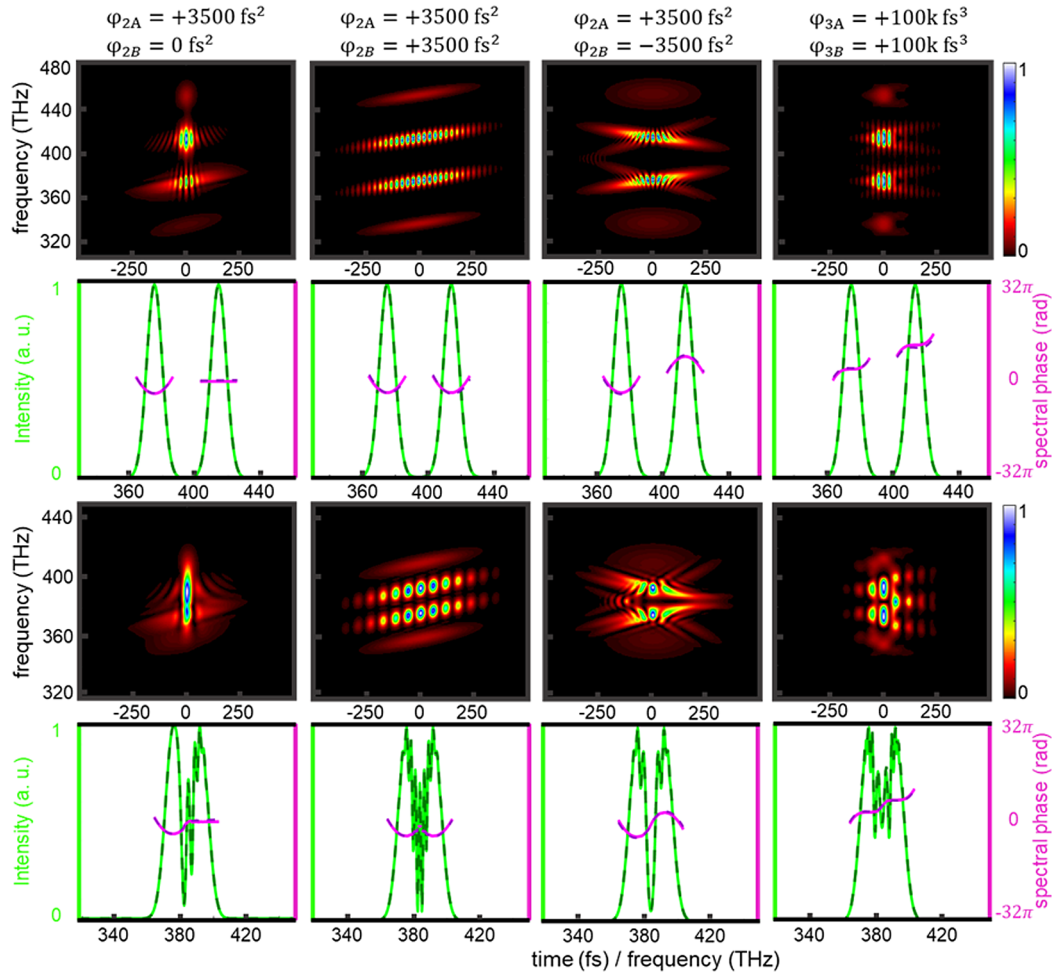 φ2A = +3500 fs² φ2A = +3500 fs² φ2A = +3500 fs² φ3A = +100k fs³
φ2B = 0 fs² φ2B = +3500 fs² φ2B = −3500 fs² φ3B = +100k fs³
480
440
400
360
320
frequency (THz)
-250 0 250 -250 0 250 -250 0 250 -250 0 250
1
0
1
0
Intensity (a. u.)
32π
0
-32π
spectral phase (rad)
360 400 440 360 400 440 360 400 440 360 400 440
440
400
360
320
frequency (THz)
-250 0 250 -250 0 250 -250 0 250 -250 0 250
1
0
1
0
Intensity (a. u.)
32π
0
-32π
spectral phase (rad)
340 380 420 340 380 420 340 380 420 340 380 420
time (fs) / frequency (THz)